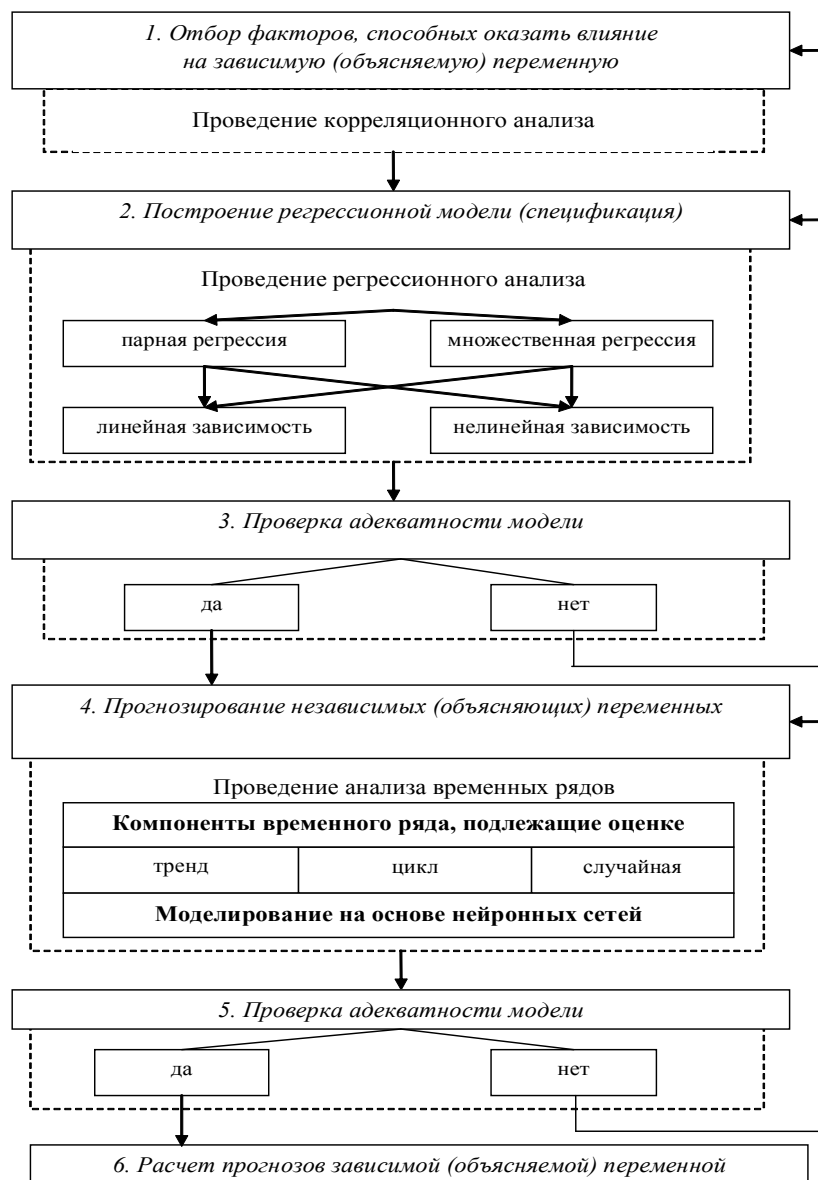 1. Отбор факторов, способных оказать влияние
на зависимую (объясняемую) переменную
Проведение корреляционного анализа
2. Построение регрессионной модели (спецификация)
Проведение регрессионного анализа
парная регрессия
множественная регрессия
линейная зависимость
нелинейная зависимость
3. Проверка адекватности модели
да
нет
4. Прогнозирование независимых (объясняющих) переменных
Проведение анализа временных рядов
Компоненты временного ряда, подлежащие оценке
тренд
цикл
случайная
Моделирование на основе нейронных сетей
5. Проверка адекватности модели
да
нет
6. Расчет прогнозов зависимой (объясняемой) переменной